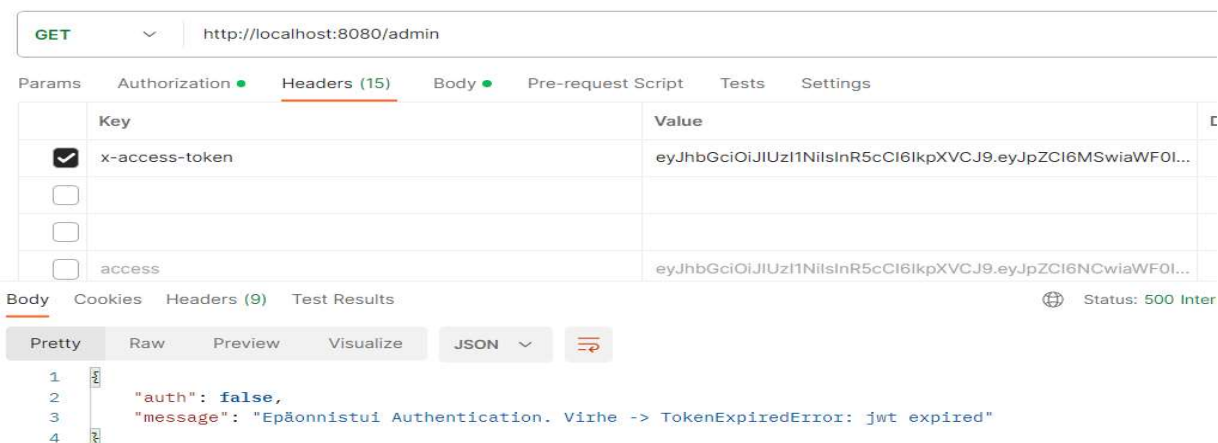 GET http://localhost:8080/admin
Params Authorization Headers (15) Body Pre-request Script Tests Settings
Key Value
x-access-token eyJhbGciOiJIUzI1NiIsInR5cCI6IkpXVCJ9.eyJpZCI6MSwiaWF0I...
access eyJhbGciOiJIUzI1NiIsInR5cCI6IkpXVCJ9.eyJpZCI6NCwiaWF0I...
Body Cookies Headers (9) Test Results Status: 500 Inter
Pretty Raw Preview Visualize JSON
1 {
2 "auth": false,
3 "message": "Epäonnistui Authentication. Virhe -> TokenExpiredError: jwt expired"
4 }